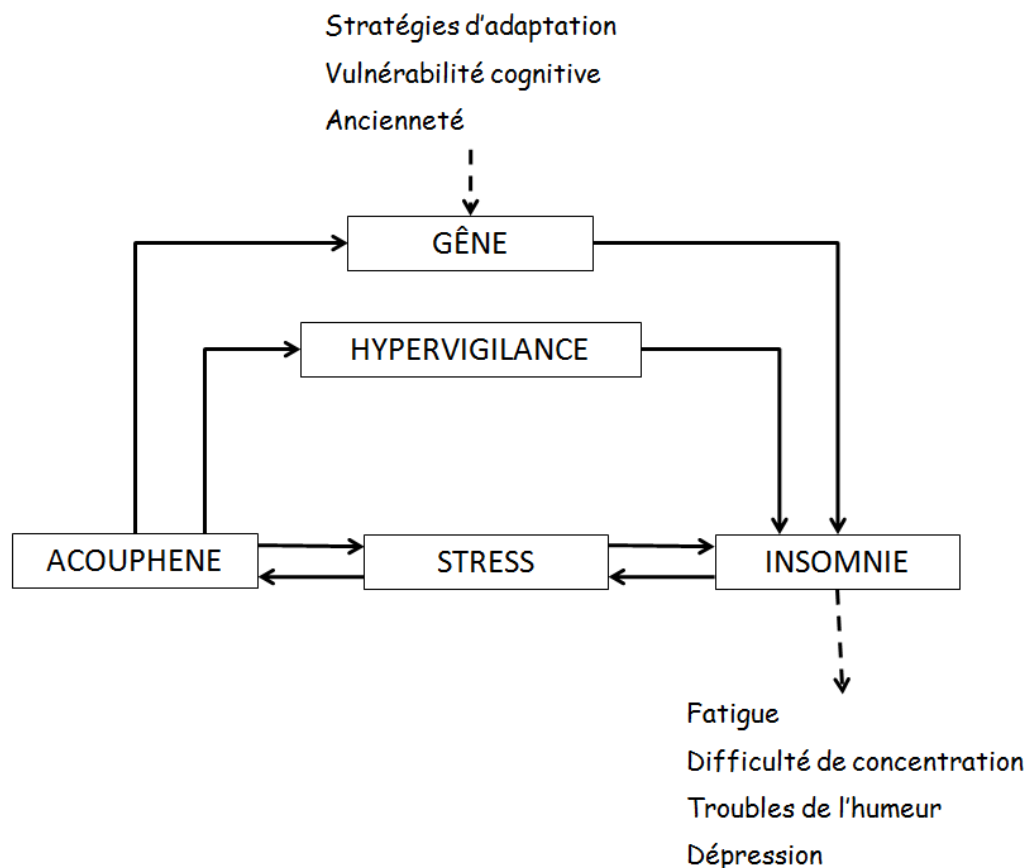 Stratégies d'adaptation
Vulnérabilité cognitive
Ancienneté
GÊNE
HYPERVIGILANCE
ACOUPHENE
STRESS
INSOMNIE
Fatigue
Difficulté de concentration
Troubles de l'humeur
Dépression